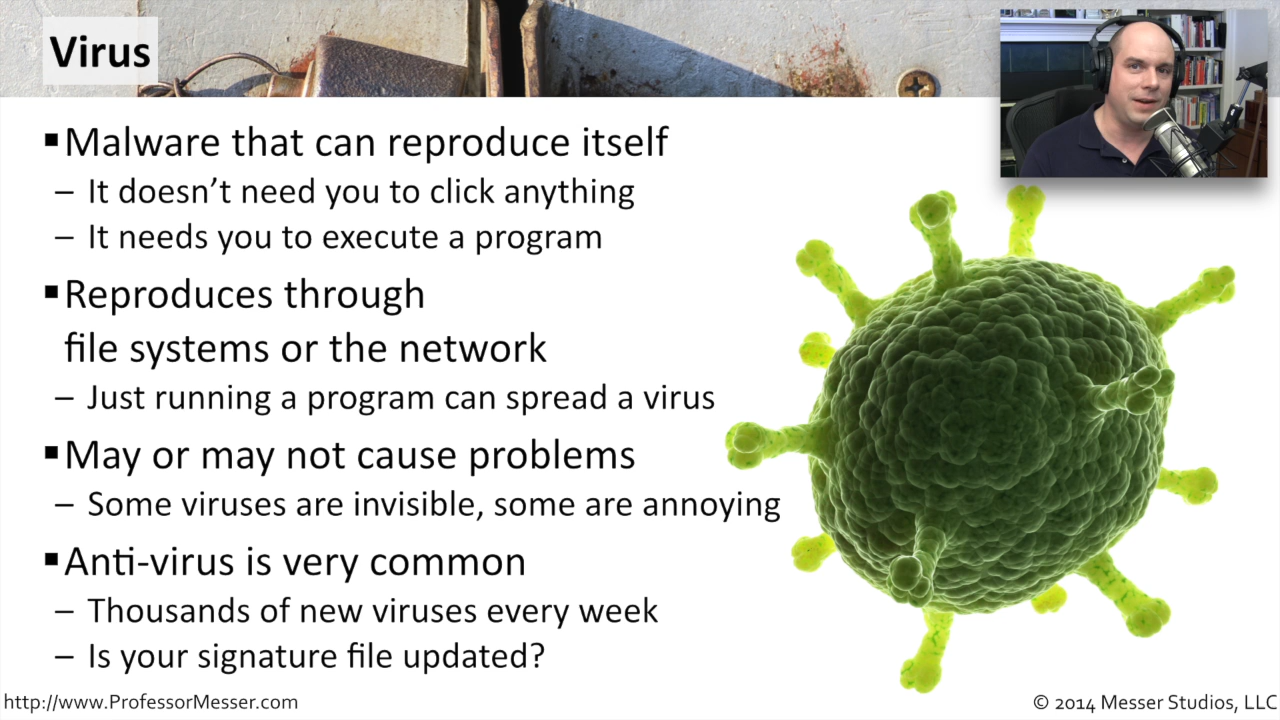 Virus
▪Malware that can reproduce itself
– It doesn’t need you to click anything
– It needs you to execute a program
▪Reproduces through
file systems or the network
– Just running a program can spread a virus
▪May or may not cause problems
– Some viruses are invisible, some are annoying
▪Anti-virus is very common
– Thousands of new viruses every week
– Is your signature file updated?
http://www.ProfessorMesser.com
© 2014 Messer Studios, LLC